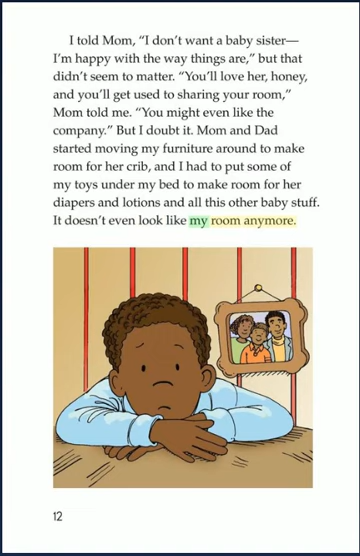 I told Mom, “I don’t want a baby sister—
I’m happy with the way things are,” but that
didn’t seem to matter. “You’ll love her, honey,
and you’ll get used to sharing your room,”
Mom told me. “You might even like the
company.” But I doubt it. Mom and Dad
started moving my furniture around to make
room for her crib, and I had to put some of
my toys under my bed to make room for her
diapers and lotions and all this other baby stuff.
It doesn’t even look like my room anymore.
12